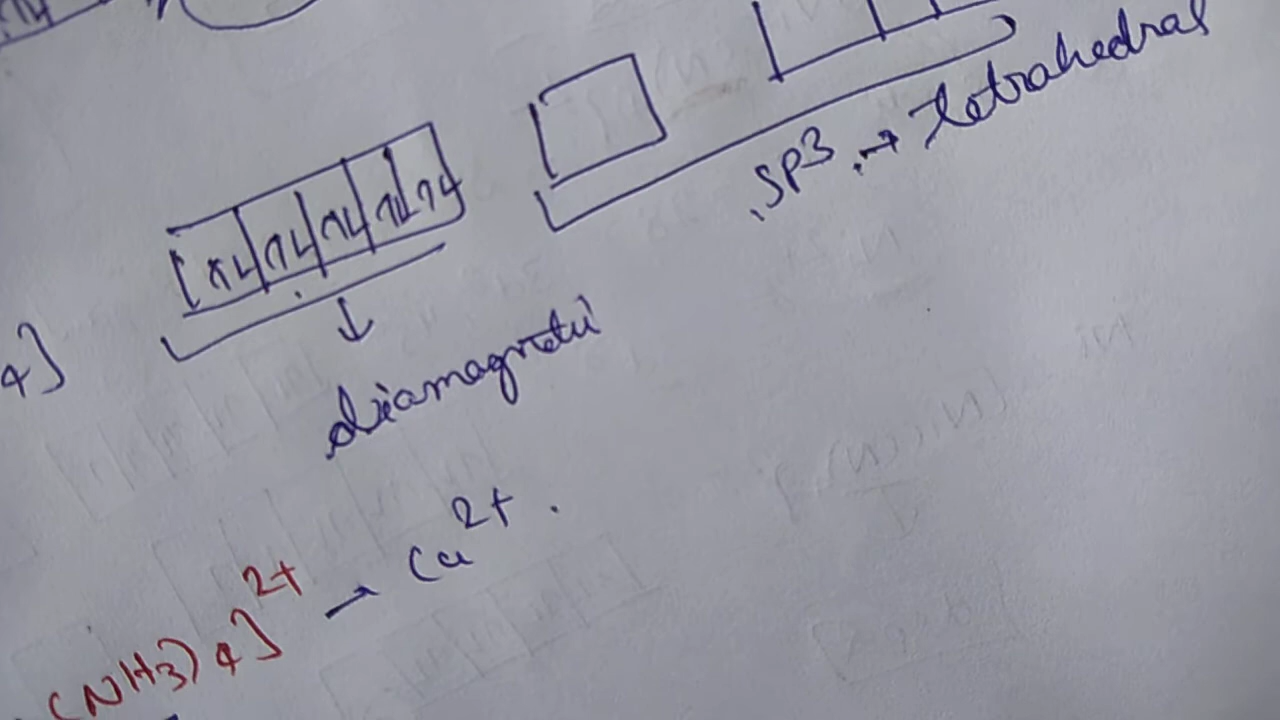 SP3 → tetrahedral
4]
↓
diamagnetic
(NH3)4]2+ → Cu2+.